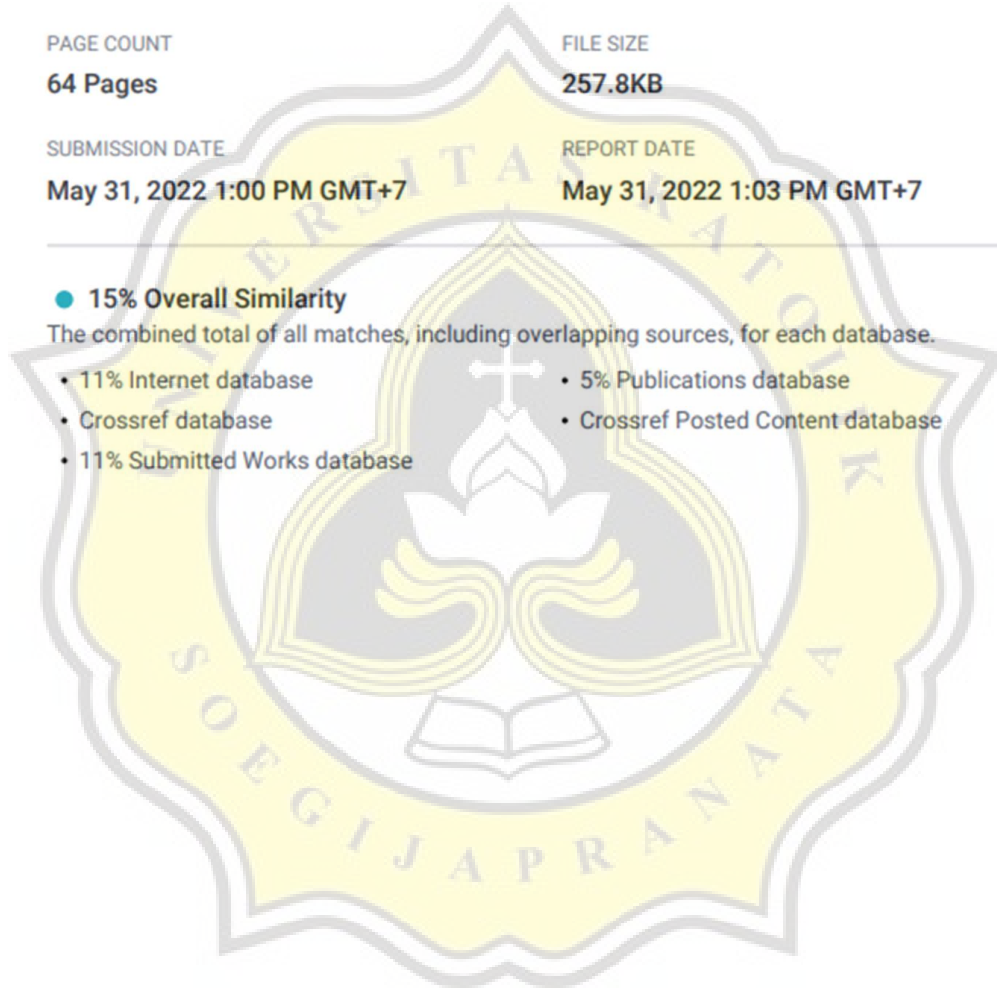 PAGE COUNT
64 Pages
FILE SIZE
257.8KB
SUBMISSION DATE
May 31, 2022 1:00 PM GMT+7
REPORT DATE
May 31, 2022 1:03 PM GMT+7
● 15% Overall Similarity
The combined total of all matches, including overlapping sources, for each database.
• 11% Internet database
• 5% Publications database
• Crossref database
• Crossref Posted Content database
• 11% Submitted Works database
UNIVERSITAS KATOLIK
SOEGIJAPRANATA